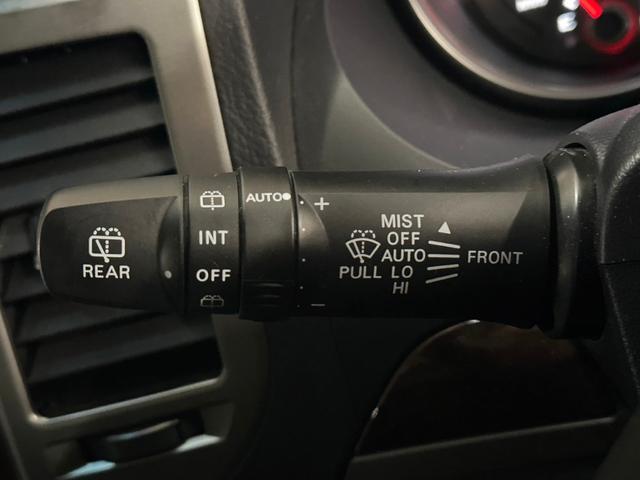 REAR
INT
OFF
AUTO
+
-
MIST
OFF
AUTO
PULL LO
HI
FRONT